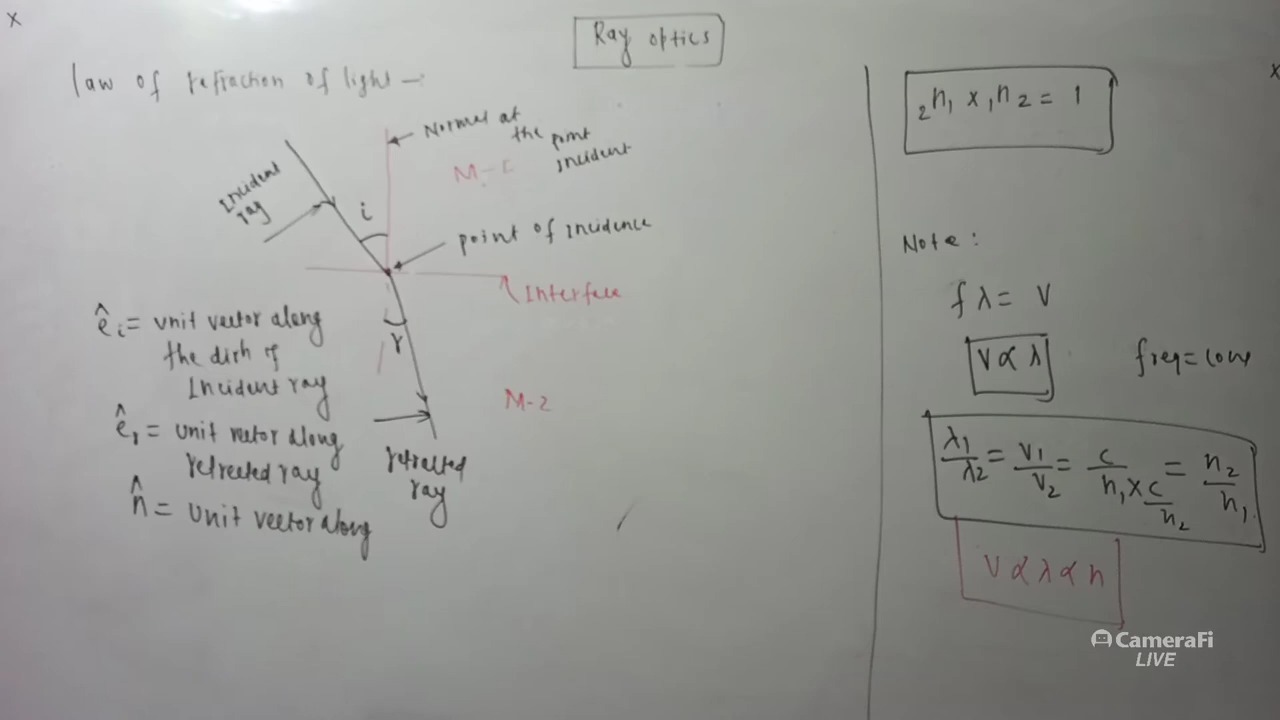 x
Ray optics
x
law of refraction of light -:
Normal at
the point
incident
M-
Incident
ray
i
point of incidence
Interface
r
M-2
refracted
ray
ê_i = unit vector along
the dirn of
Incident ray
ê_r = unit vector along
refrected ray
n̂ = unit vector along
₂n₁ × ₁n₂ = 1
Note :
fλ = v
v ∝ λ freq = cons
λ₁/λ₂ = v₁/v₂ = c/(n₁ × c/n₂) = n₂/n₁
v ∝ λ ∝ n
CameraFi
LIVE